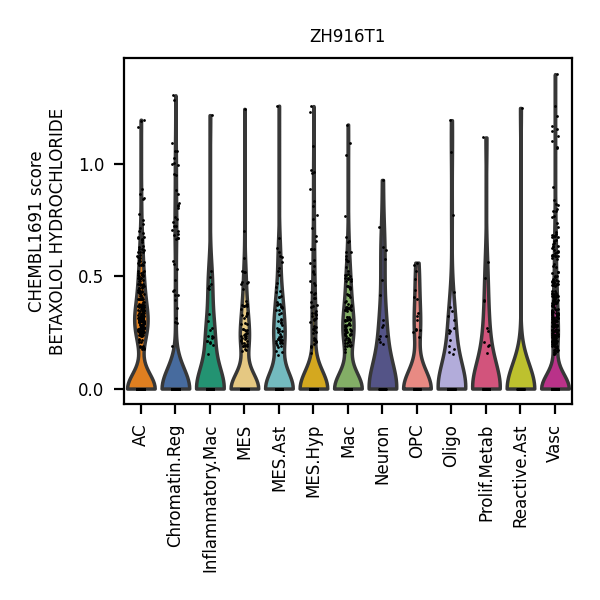 ZH916T1
CHEMBL1691 score
BETAXOLOL HYDROCHLORIDE
1.0
0.5
0.0
AC
Chromatin.Reg
Inflammatory.Mac
MES
MES.Ast
MES.Hyp
Mac
Neuron
OPC
Oligo
Prolif.Metab
Reactive.Ast
Vasc